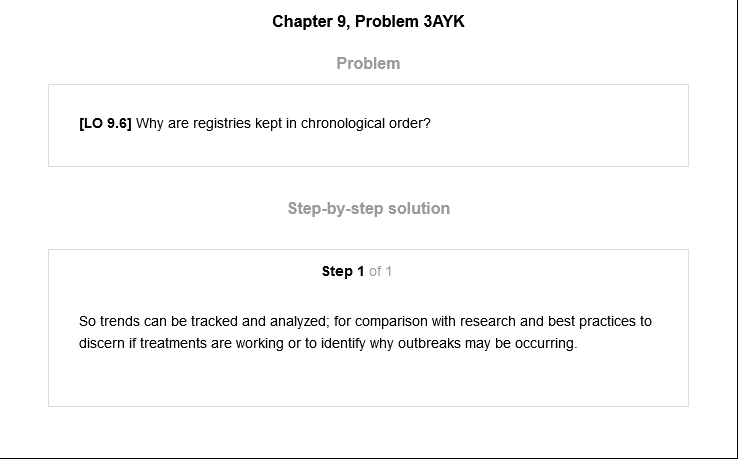 Chapter 9, Problem 3AYK
Problem
[LO 9.6] Why are registries kept in chronological order?
Step-by-step solution
Step 1 of 1
So trends can be tracked and analyzed; for comparison with research and best practices to
discern if treatments are working or to identify why outbreaks may be occurring.